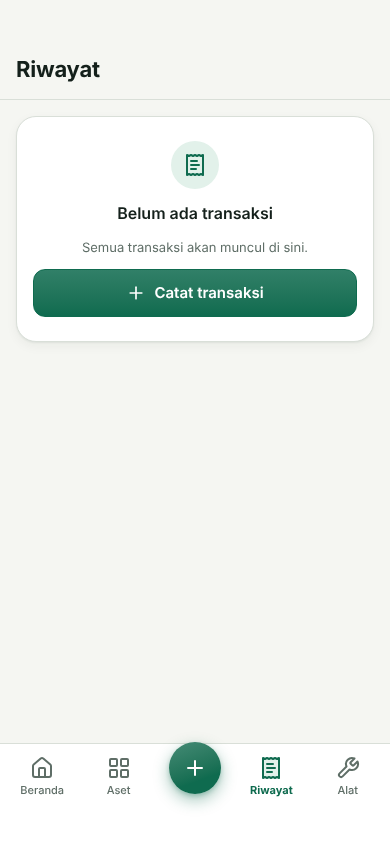 Riwayat
Belum ada transaksi
Semua transaksi akan muncul di sini.
Catat transaksi
Beranda
Aset
Riwayat
Alat